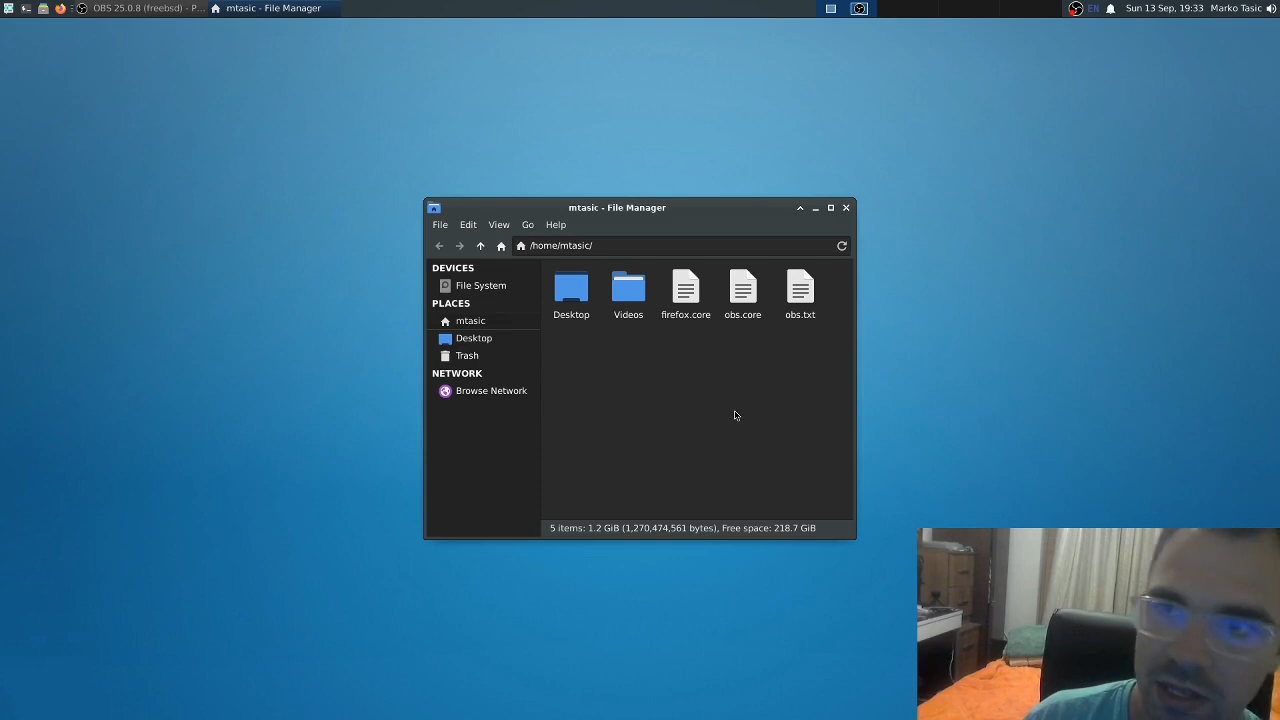 OBS 25.0.8 (freebsd) - P...
mtasic - File Manager
EN
Sun 13 Sep, 19:33
Marko Tasic
mtasic - File Manager
File Edit View Go Help
/home/mtasic/
DEVICES
File System
PLACES
mtasic
Desktop
Trash
NETWORK
Browse Network
Desktop
Videos
firefox.core
obs.core
obs.txt
5 items: 1.2 GiB (1,270,474,561 bytes), Free space: 218.7 GiB